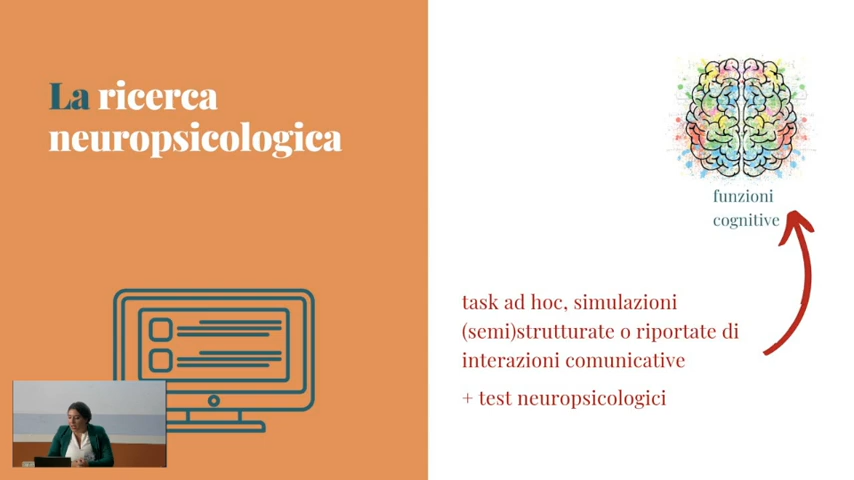 La ricerca
neuropsicologica
funzioni
cognitive
task ad hoc, simulazioni
(semi)strutturate o riportate di
interazioni comunicative
+ test neuropsicologici